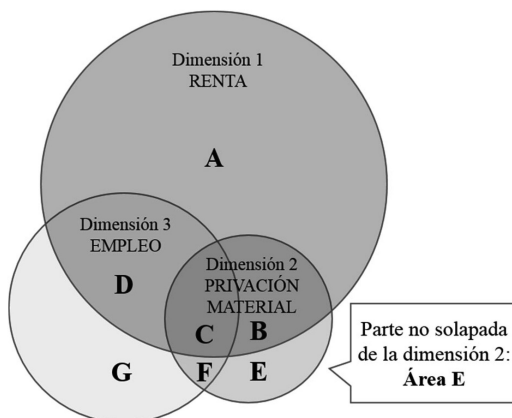 Dimensión 1
RENTA
A
Dimensión 3
EMPLEO
D
Dimensión 2
PRIVACIÓN
MATERIAL
C
B
G
F
E
Parte no solapada
de la dimensión 2:
Área E